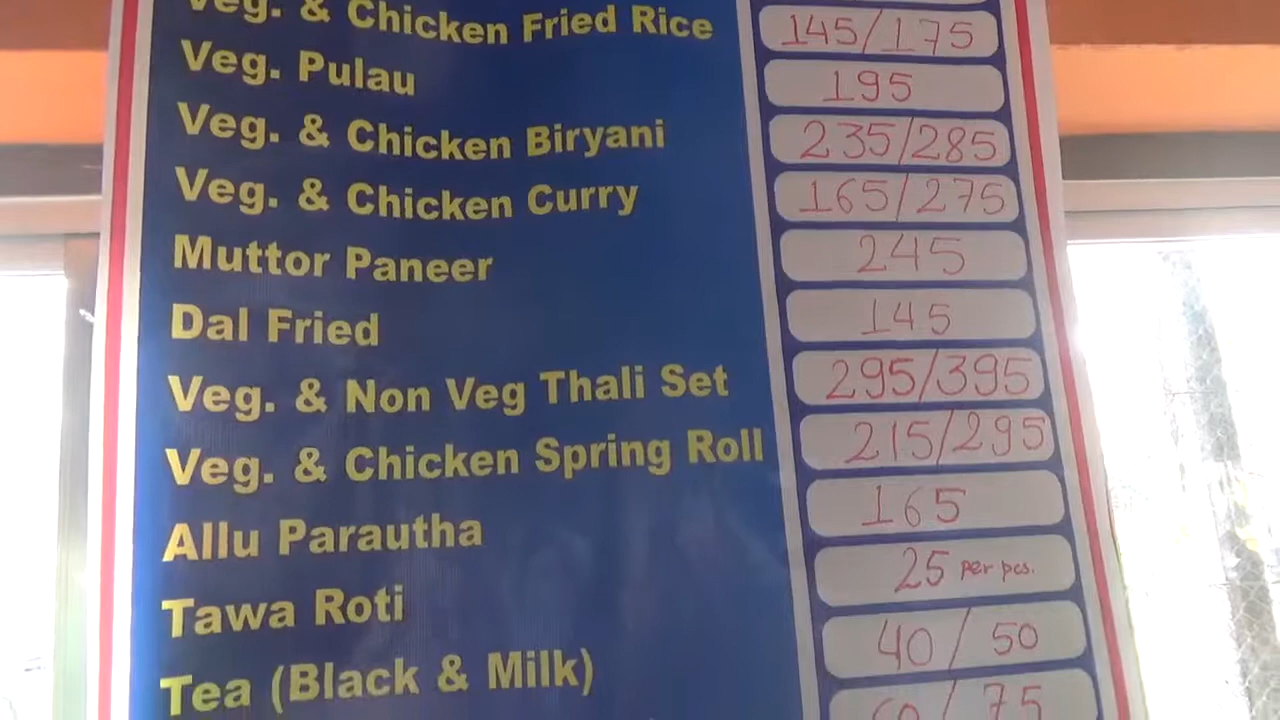 Veg. & Chicken Fried Rice 145/175
Veg. Pulau 195
Veg. & Chicken Biryani 235/285
Veg. & Chicken Curry 165/275
Muttor Paneer 245
Dal Fried 145
Veg. & Non Veg Thali Set 295/395
Veg. & Chicken Spring Roll 215/295
Allu Parautha 165
Tawa Roti 25 per pcs.
Tea (Black & Milk) 40/50
60/75